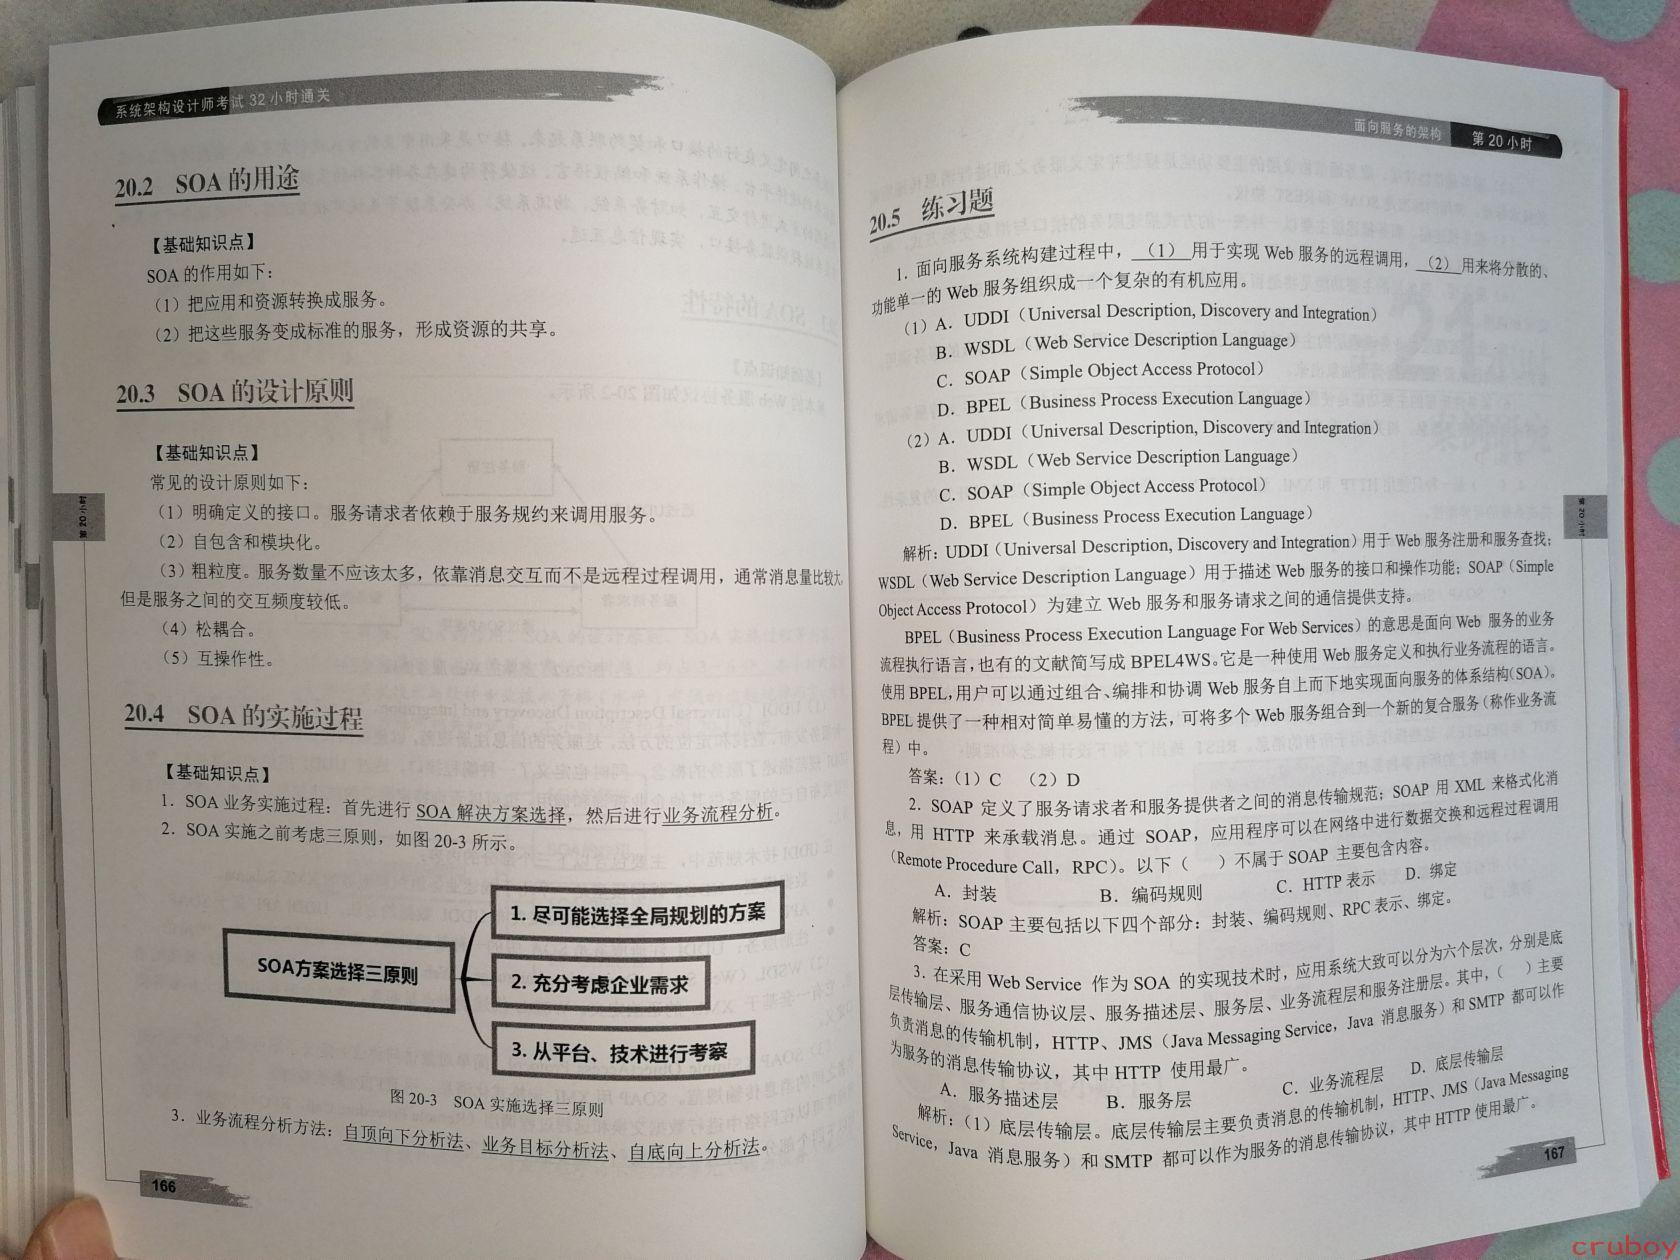 系统架构设计师考试 32 小时通关
20.2 SOA 的用途
【基础知识点】
SOA 的作用如下:
(1)把应用和资源转换成服务。
(2)把这些服务变成标准的服务,形成资源的共享。
20.3 SOA 的设计原则
【基础知识点】
常见的设计原则如下:
(1)明确定义的接口。服务请求者依赖于服务规约来调用服务。
(2)自包含和模块化。
(3)粗粒度。服务数量不应该太多,依靠消息交互而不是远程过程调用,通常消息量比较大,
但是服务之间的交互频度较低。
(4)松耦合。
(5)互操作性。
第 20 小时
20.4 SOA 的实施过程
【基础知识点】
1. SOA 业务实施过程:首先进行 SOA 解决方案选择,然后进行业务流程分析。
2. SOA 实施之前考虑三原则,如图 20-3 所示。
SOA方案选择三原则
1. 尽可能选择全局规划的方案
2. 充分考虑企业需求
3. 从平台、技术进行考察
图 20-3 SOA 实施选择三原则
3. 业务流程分析方法:自顶向下分析法、业务目标分析法、自底向上分析法。
166
面向服务的架构 第 20 小时
20.5 练习题
1. 面向服务系统构建过程中,(1)用于实现 Web 服务的远程调用,(2)用来将分散的、
功能单一的 Web 服务组织成一个复杂的有机应用。
(1)A. UDDI(Universal Description, Discovery and Integration)
B. WSDL(Web Service Description Language)
C. SOAP(Simple Object Access Protocol)
D. BPEL(Business Process Execution Language)
(2)A. UDDI(Universal Description, Discovery and Integration)
B. WSDL(Web Service Description Language)
C. SOAP(Simple Object Access Protocol)
D. BPEL(Business Process Execution Language)
第 20 小时
解析:UDDI(Universal Description, Discovery and Integration)用于 Web 服务注册和服务查找;
WSDL(Web Service Description Language)用于描述 Web 服务的接口和操作功能;SOAP(Simple
Object Access Protocol)为建立 Web 服务和服务请求之间的通信提供支持。
BPEL(Business Process Execution Language For Web Services)的意思是面向 Web 服务的业务
流程执行语言,也有的文献简写成 BPEL4WS。它是一种使用 Web 服务定义和执行业务流程的语言。
使用 BPEL,用户可以通过组合、编排和协调 Web 服务自上而下地实现面向服务的体系结构(SOA)。
BPEL 提供了一种相对简单易懂的方法,可将多个 Web 服务组合到一个新的复合服务(称作业务流
程)中。
答案:(1)C (2)D
2. SOAP 定义了服务请求者和服务提供者之间的消息传输规范;SOAP 用 XML 来格式化消
息,用 HTTP 来承载消息。通过 SOAP,应用程序可以在网络中进行数据交换和远程过程调用
(Remote Procedure Call,RPC)。以下( )不属于 SOAP 主要包含内容。
A. 封装 B. 编码规则 C. HTTP 表示 D. 绑定
解析:SOAP 主要包括以下四个部分:封装、编码规则、RPC 表示、绑定。
答案:C
3. 在采用 Web Service 作为 SOA 的实现技术时,应用系统大致可以分为六个层次,分别是底
层传输层、服务通信协议层、服务描述层、服务层、业务流程层和服务注册层。其中,( )主要
负责消息的传输机制,HTTP、JMS(Java Messaging Service,Java 消息服务)和 SMTP 都可以作
为服务的消息传输协议,其中 HTTP 使用最广。
A. 服务描述层 B. 服务层 C. 业务流程层 D. 底层传输层
解析:(1)底层传输层。底层传输层主要负责消息的传输机制,HTTP、JMS(Java Messaging
Service,Java 消息服务)和 SMTP 都可以作为服务的消息传输协议,其中 HTTP 使用最广。
167
cruboy